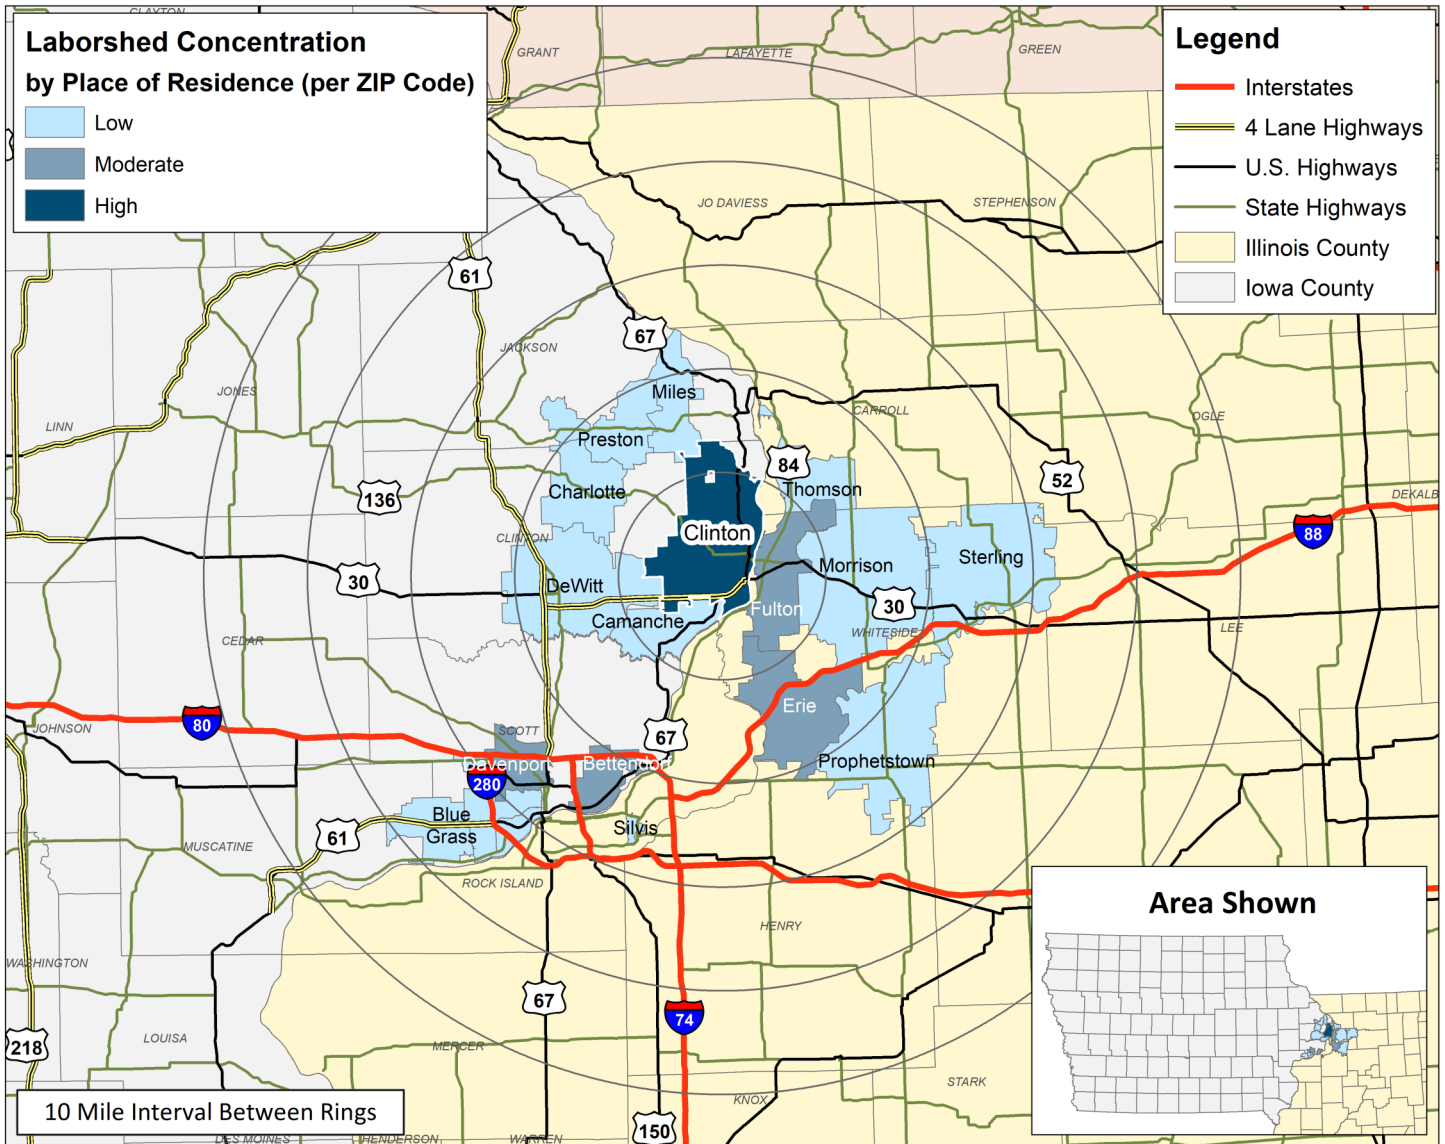 CLAYTON
Laborshed Concentration
by Place of Residence (per ZIP Code)
Low
Moderate
High
Legend
Interstates
4 Lane Highways
U.S. Highways
State Highways
Illinois County
Iowa County
GRANT
LAFAYETTE
GREEN
JO DAVIESS
STEPHENSON
61
67
JACKSON
JONES
Miles
CARROLL
OGLE
LINN
Preston
84
52
136
Charlotte
Thomson
DEKALB
CLINTON
Clinton
88
Sterling
30
DeWitt
Morrison
30
Fulton
Camanche
WHITESIDE
LEE
CEDAR
Erie
80
JOHNSON
SCOTT
67
Davenport
Bettendorf
Prophetstown
280
Blue
Grass
Silvis
61
MUSCATINE
ROCK ISLAND
HENRY
WASHINGTON
67
74
LOUISA
218
MERCER
STARK
KNOX
150
10 Mile Interval Between Rings
DES MOINES
HENDERSON
WARREN
Area Shown